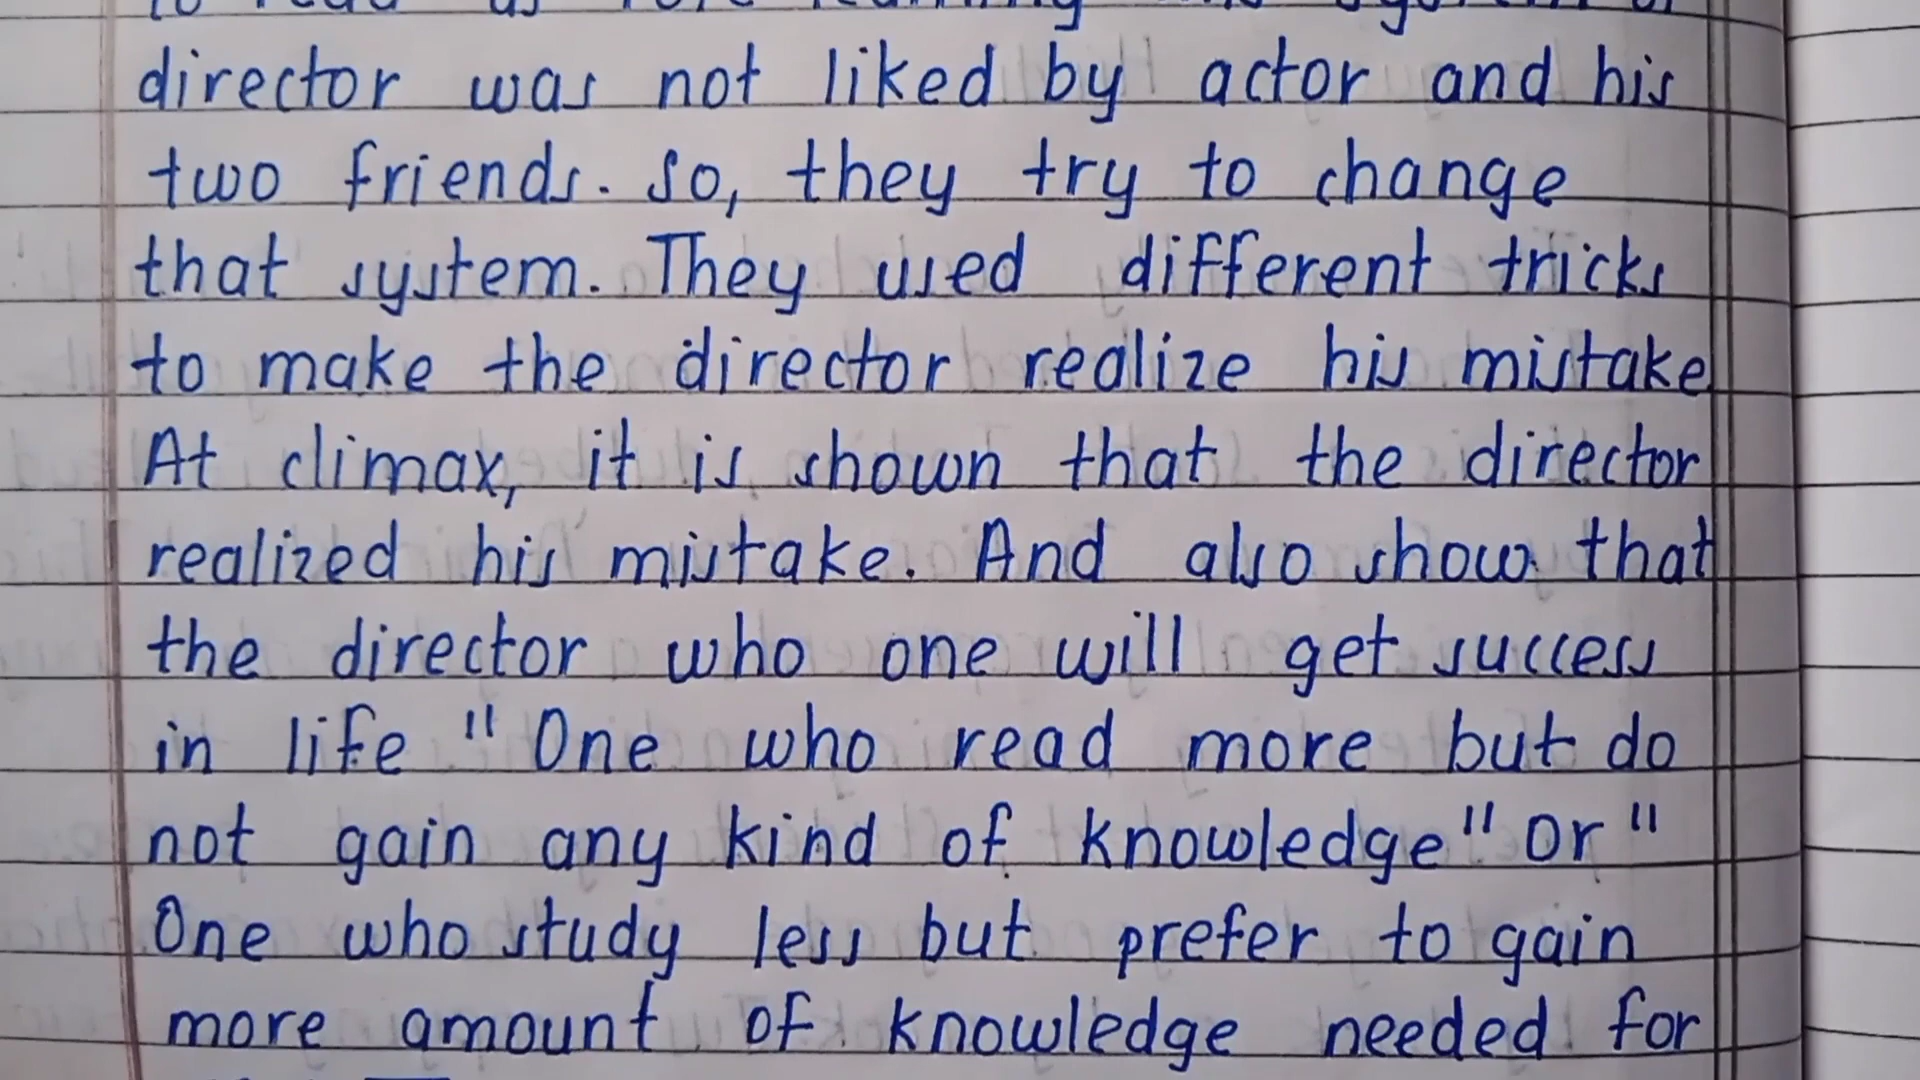 director was not liked by actor and his
two friends. So, they try to change
that system. They used different tricks
to make the director realize his mistake
At climax, it is shown that the director
realized his mistake. And also show that
the director who one will get success
in life "One who read more but do
not gain any kind of knowledge" or "
One who study less but prefer to gain
more amount of knowledge needed for